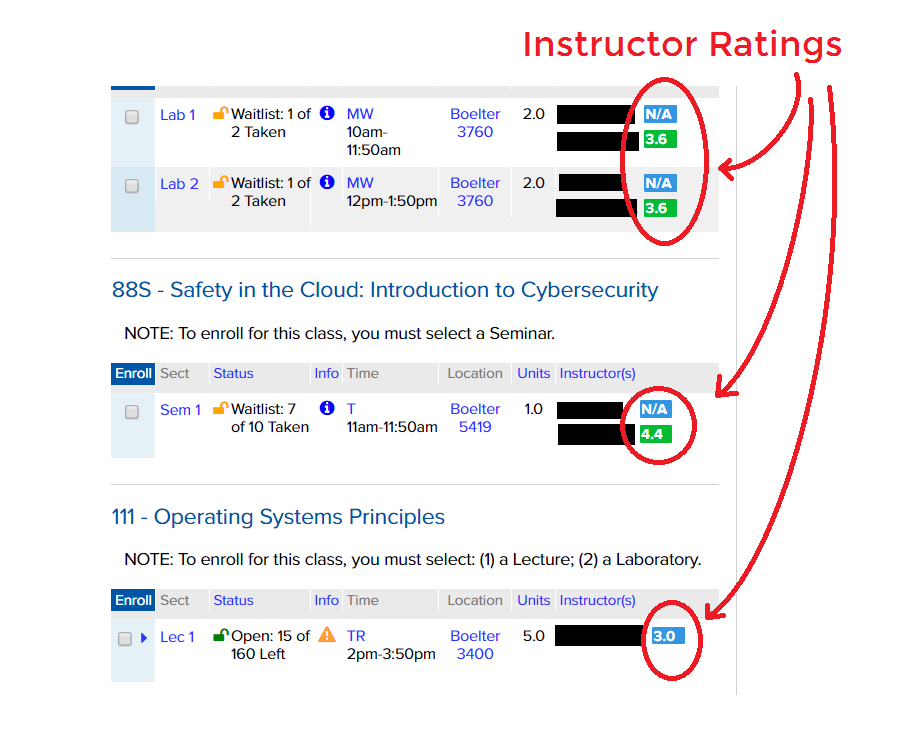 Instructor Ratings
Lab 1 Waitlist: 1 of MW Boelter 2.0 N/A
2 Taken 10am- 3760 3.6
11:50am
Lab 2 Waitlist: 1 of MW Boelter 2.0 N/A
2 Taken 12pm-1:50pm 3760 3.6
88S - Safety in the Cloud: Introduction to Cybersecurity
NOTE: To enroll for this class, you must select a Seminar.
Enroll Sect Status Info Time Location Units Instructor(s)
Sem 1 Waitlist: 7 T Boelter 1.0 N/A
of 10 Taken 11am-11:50am 5419 4.4
111 - Operating Systems Principles
NOTE: To enroll for this class, you must select: (1) a Lecture; (2) a Laboratory.
Enroll Sect Status Info Time Location Units Instructor(s)
Lec 1 Open: 15 of TR Boelter 5.0 3.0
160 Left 2pm-3:50pm 3400